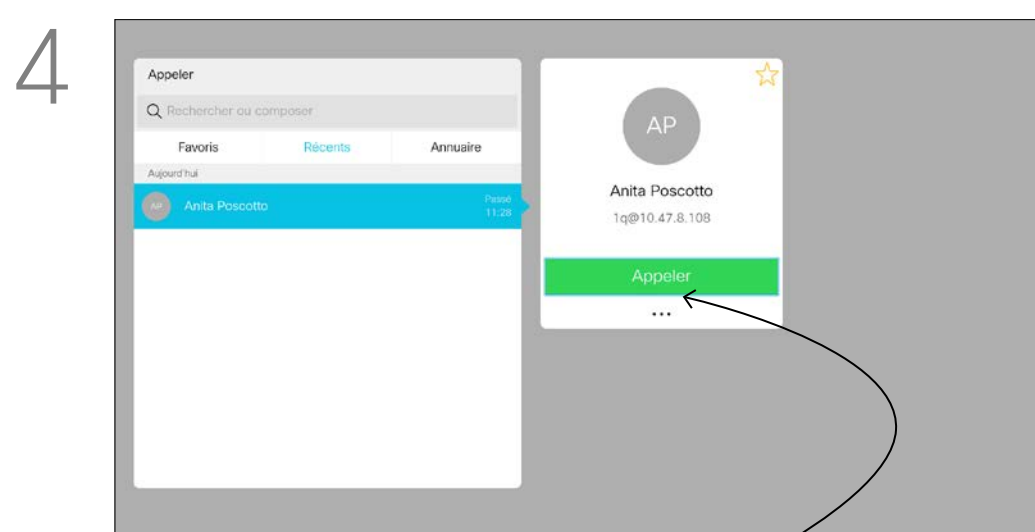 4
Appeler
Rechercher ou composer
Favoris Récents Annuaire
Aujourd'hui
AP Anita Poscotto Passé 11:28
AP
Anita Poscotto
1q@10.47.8.108
Appeler
...